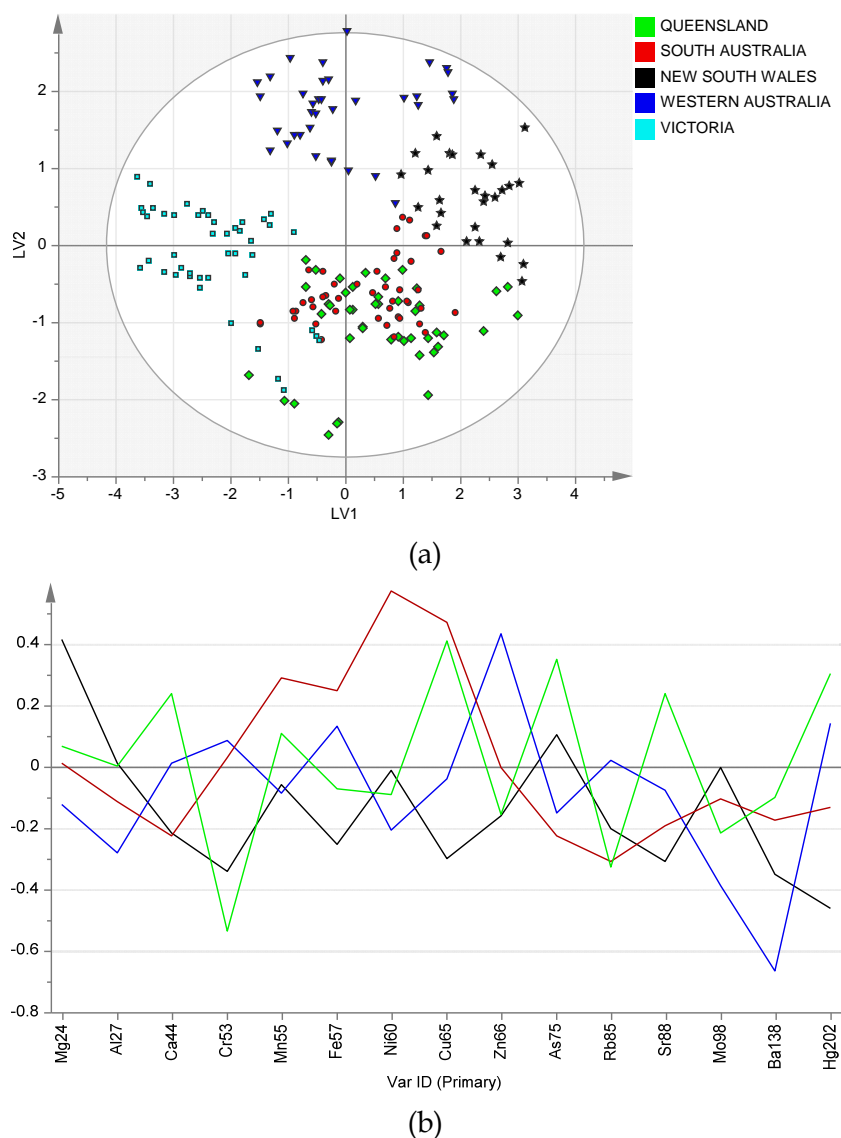 QUEENSLAND
SOUTH AUSTRALIA
NEW SOUTH WALES
WESTERN AUSTRALIA
VICTORIA
2
1
0
-1
-2
-3
LV2
-5
-4
-3
-2
-1
0
1
2
3
4
LV1
(a)
0.4
0.2
0
-0.2
-0.4
-0.6
-0.8
Mg24
Al27
Ca44
Cr53
Mn55
Fe57
Ni60
Cu65
Zn66
As75
Rb85
Sr88
Mo98
Ba138
Hg202
Var ID (Primary)
(b)